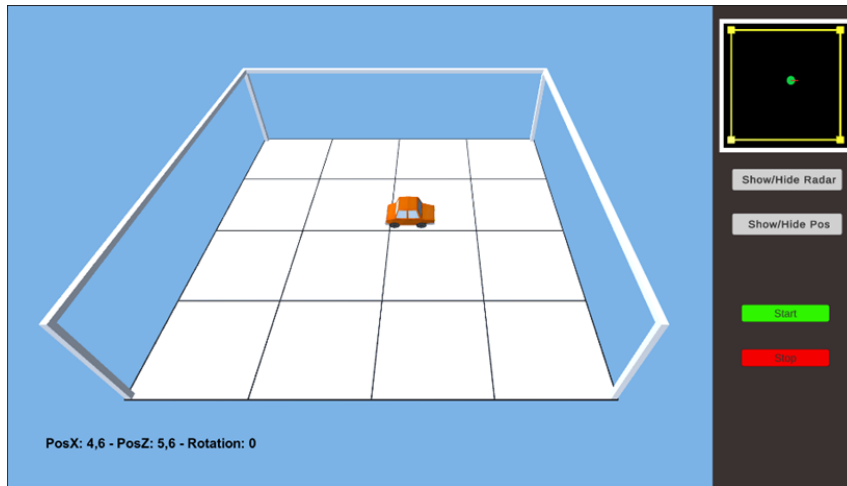 Show/Hide Radar
Show/Hide Pos
Start
Stop
PosX: 4,6 - PosZ: 5,6 - Rotation: 0